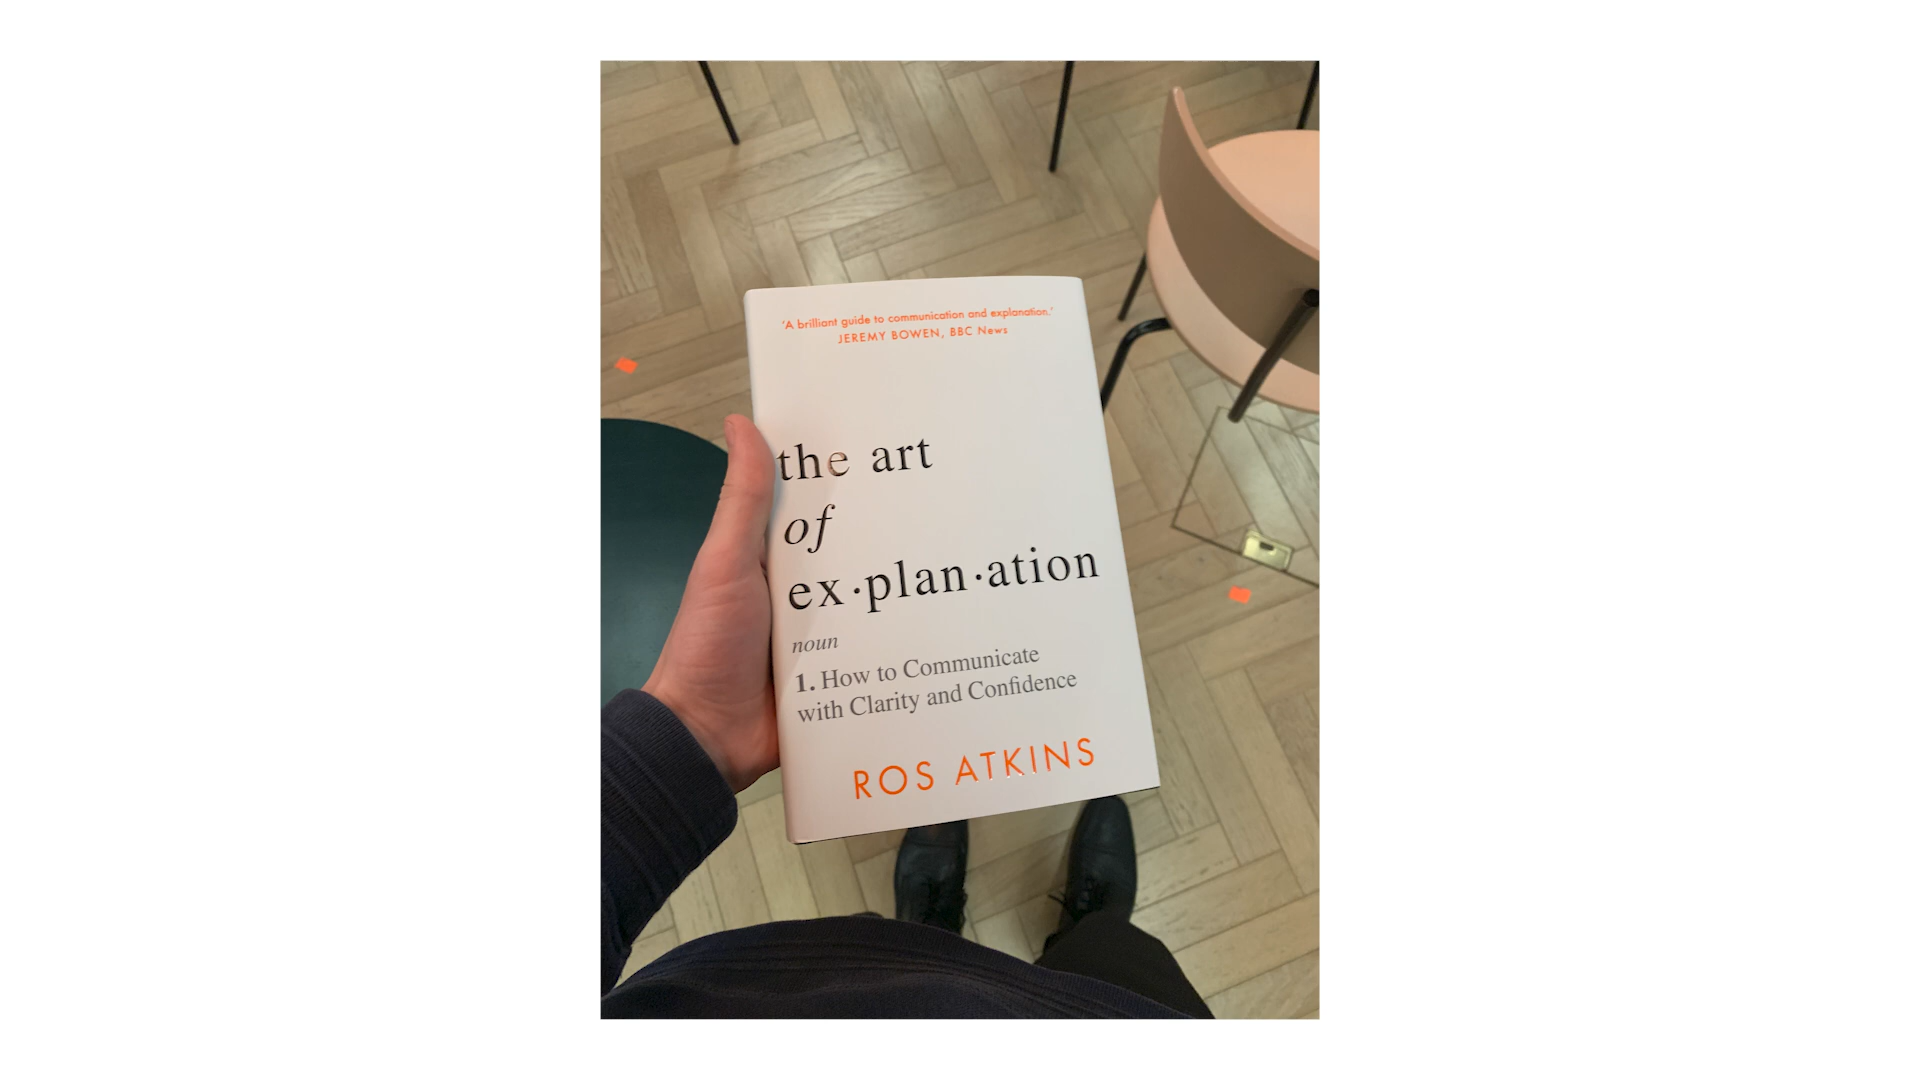 'A brilliant guide to communication and explanation.'
JEREMY BOWEN, BBC News
the art
of
ex·plan·ation
noun
1. How to Communicate
with Clarity and Confidence
ROS ATKINS